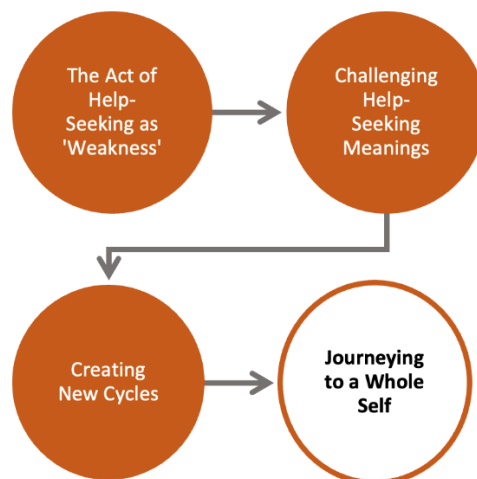 The Act of
Help-
Seeking as
'Weakness'
Challenging
Help-
Seeking
Meanings
Creating
New Cycles
Journeying
to a Whole
Self